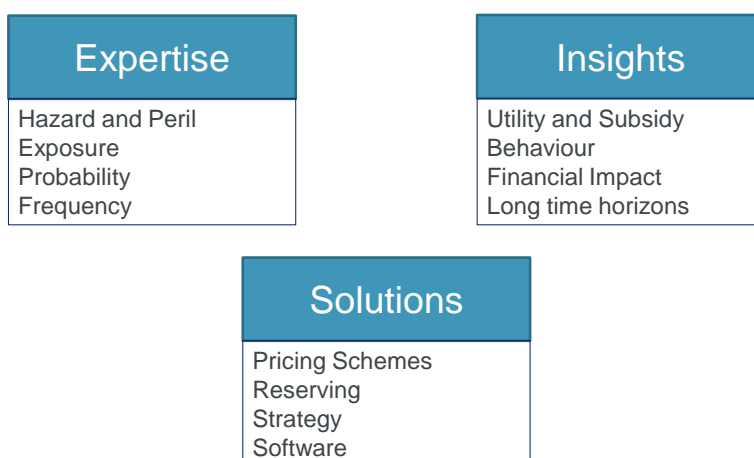 Expertise
Hazard and Peril
Exposure
Probability
Frequency
Insights
Utility and Subsidy
Behaviour
Financial Impact
Long time horizons
Solutions
Pricing Schemes
Reserving
Strategy
Software